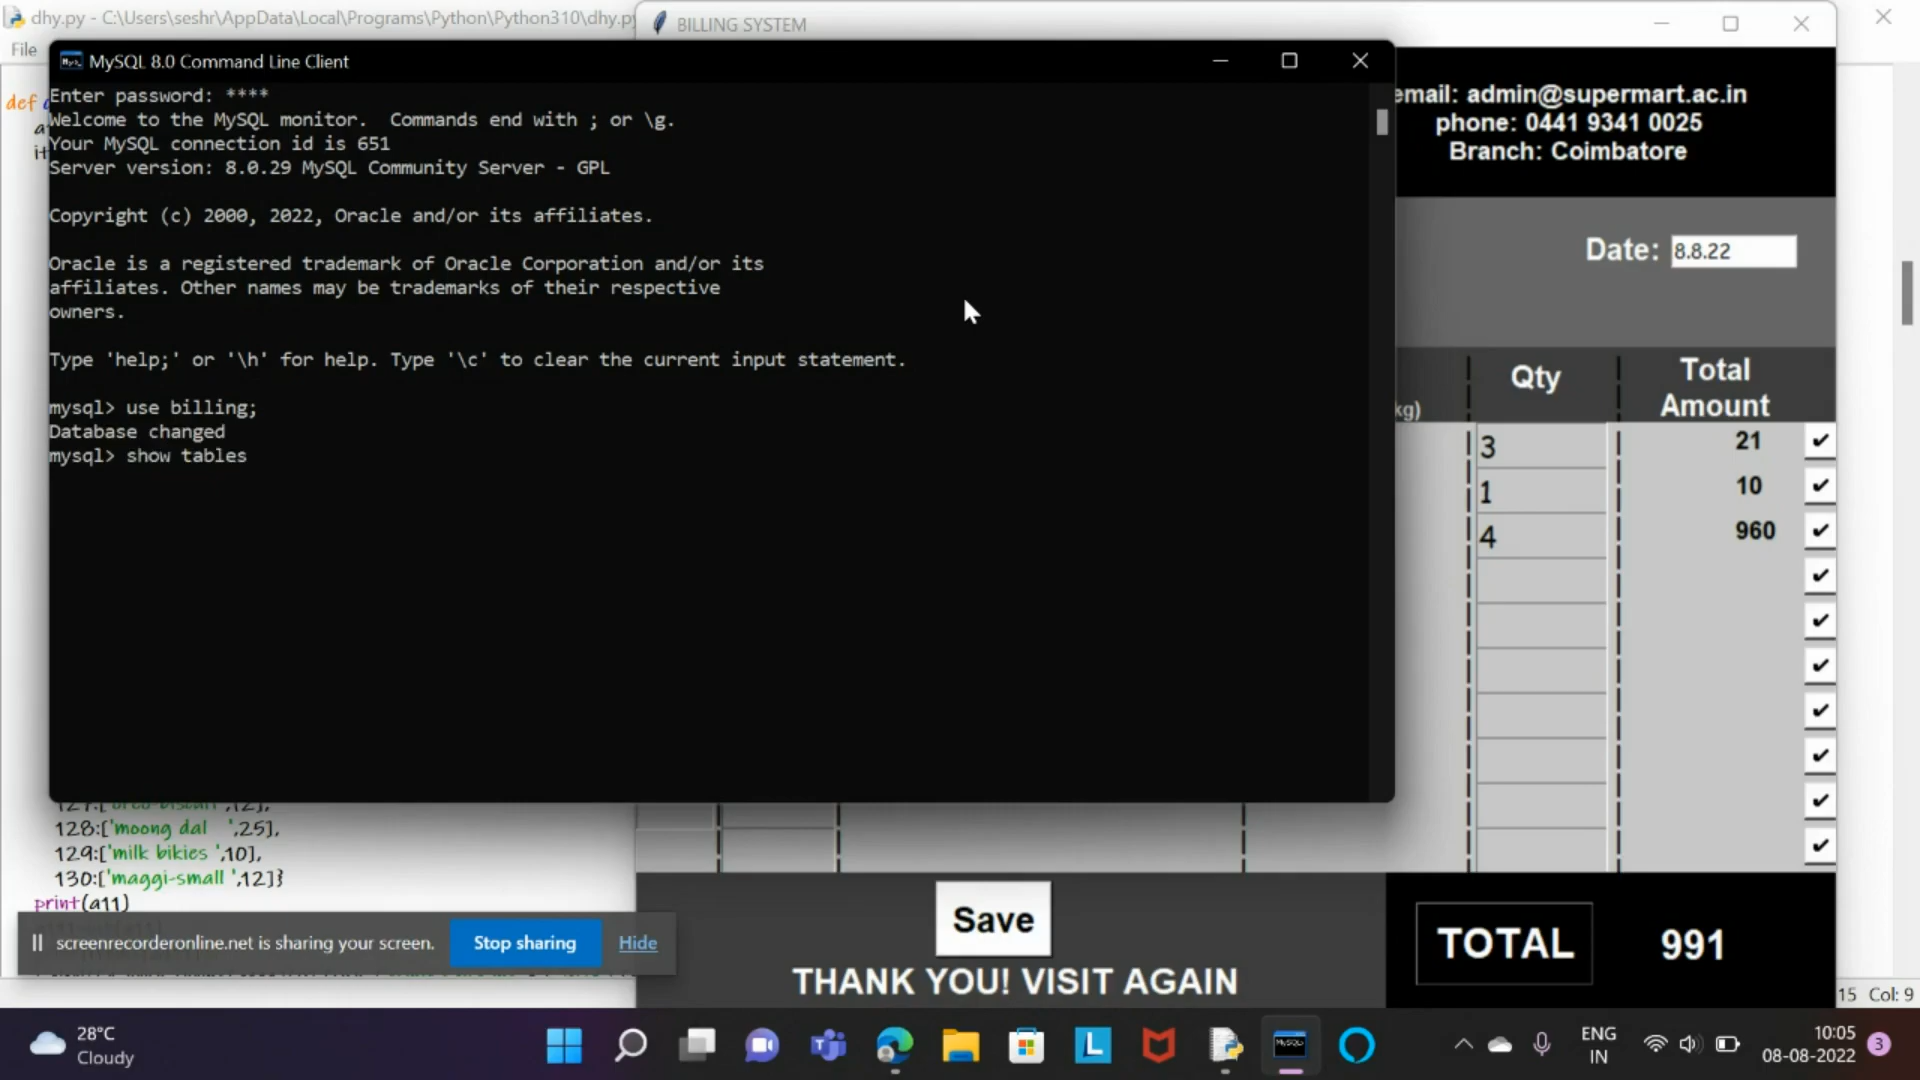 dhy.py - C:\Users\seshr\AppData\Local\Programs\Python\Python310\dhy.py
File
BILLING SYSTEM
MySQL 8.0 Command Line Client
Enter password: ****
Welcome to the MySQL monitor.  Commands end with ; or \g.
Your MySQL connection id is 651
Server version: 8.0.29 MySQL Community Server - GPL
Copyright (c) 2000, 2022, Oracle and/or its affiliates.
Oracle is a registered trademark of Oracle Corporation and/or its
affiliates. Other names may be trademarks of their respective
owners.
Type 'help;' or '\h' for help. Type '\c' to clear the current input statement.
mysql> use billing;
Database changed
mysql> show tables
def
email: admin@supermart.ac.in
phone: 0441 9341 0025
Branch: Coimbatore
Date: 8.8.22
kg)
Qty
Total
Amount
3 21 ✔
1 10 ✔
4 960 ✔
✔
✔
✔
✔
✔
✔
✔
128:['moong dal  ',25],
129:['milk bikies ',10],
130:['maggi-small ',12]}
print(a11)
screenrecorderonline.net is sharing your screen.
Stop sharing
Hide
Save
THANK YOU! VISIT AGAIN
TOTAL 991
15 Col: 9
28°C
Cloudy
ENG
IN
10:05
08-08-2022
3